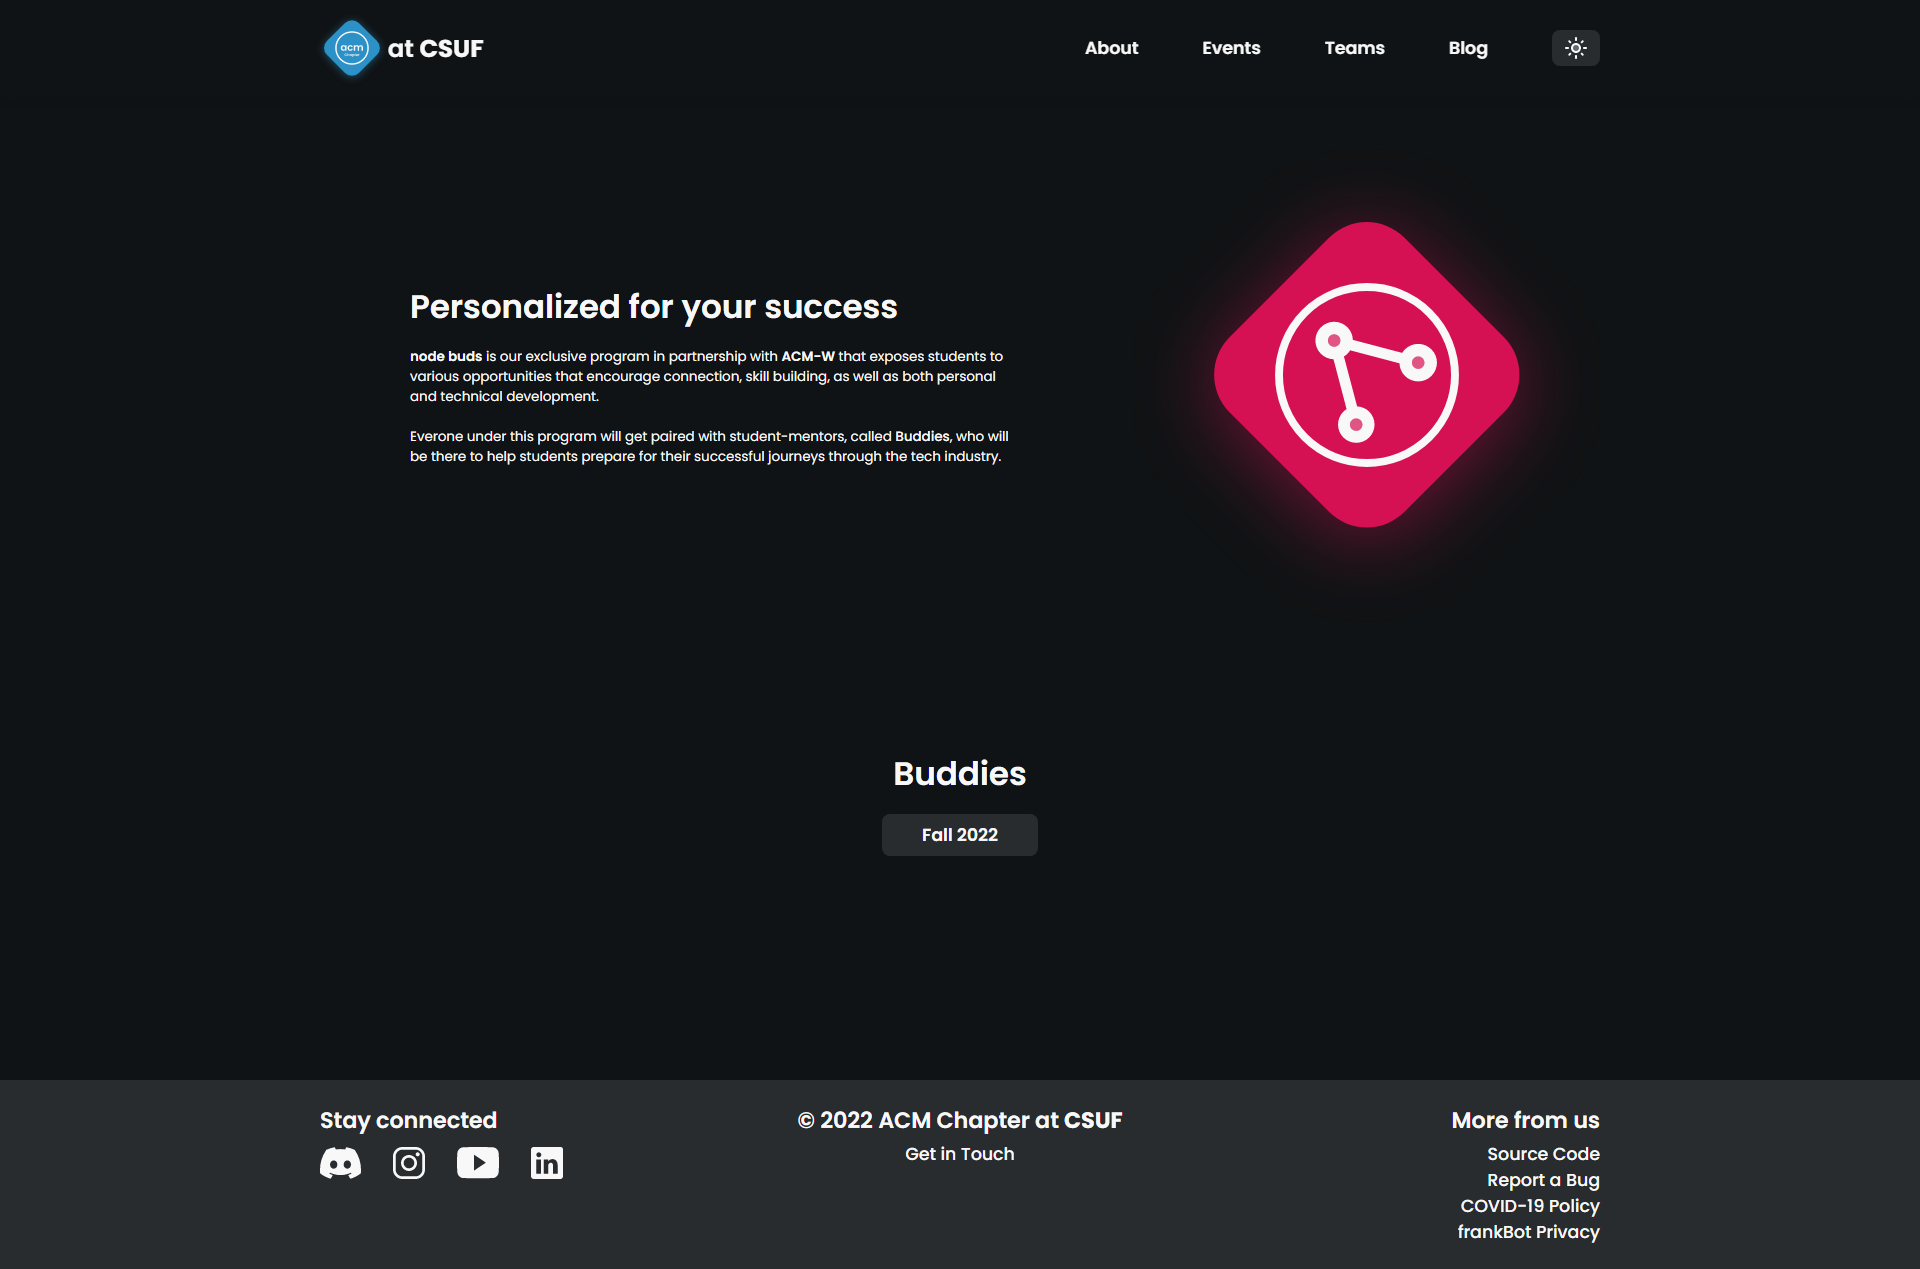 acm
Chapter
at CSUF
About
Events
Teams
Blog
Personalized for your success
node buds is our exclusive program in partnership with ACM-W that exposes students to
various opportunities that encourage connection, skill building, as well as both personal
and technical development.
Everone under this program will get paired with student-mentors, called Buddies, who will
be there to help students prepare for their successful journeys through the tech industry.
Buddies
Fall 2022
Stay connected
in
© 2022 ACM Chapter at CSUF
Get in Touch
More from us
Source Code
Report a Bug
COVID-19 Policy
frankBot Privacy